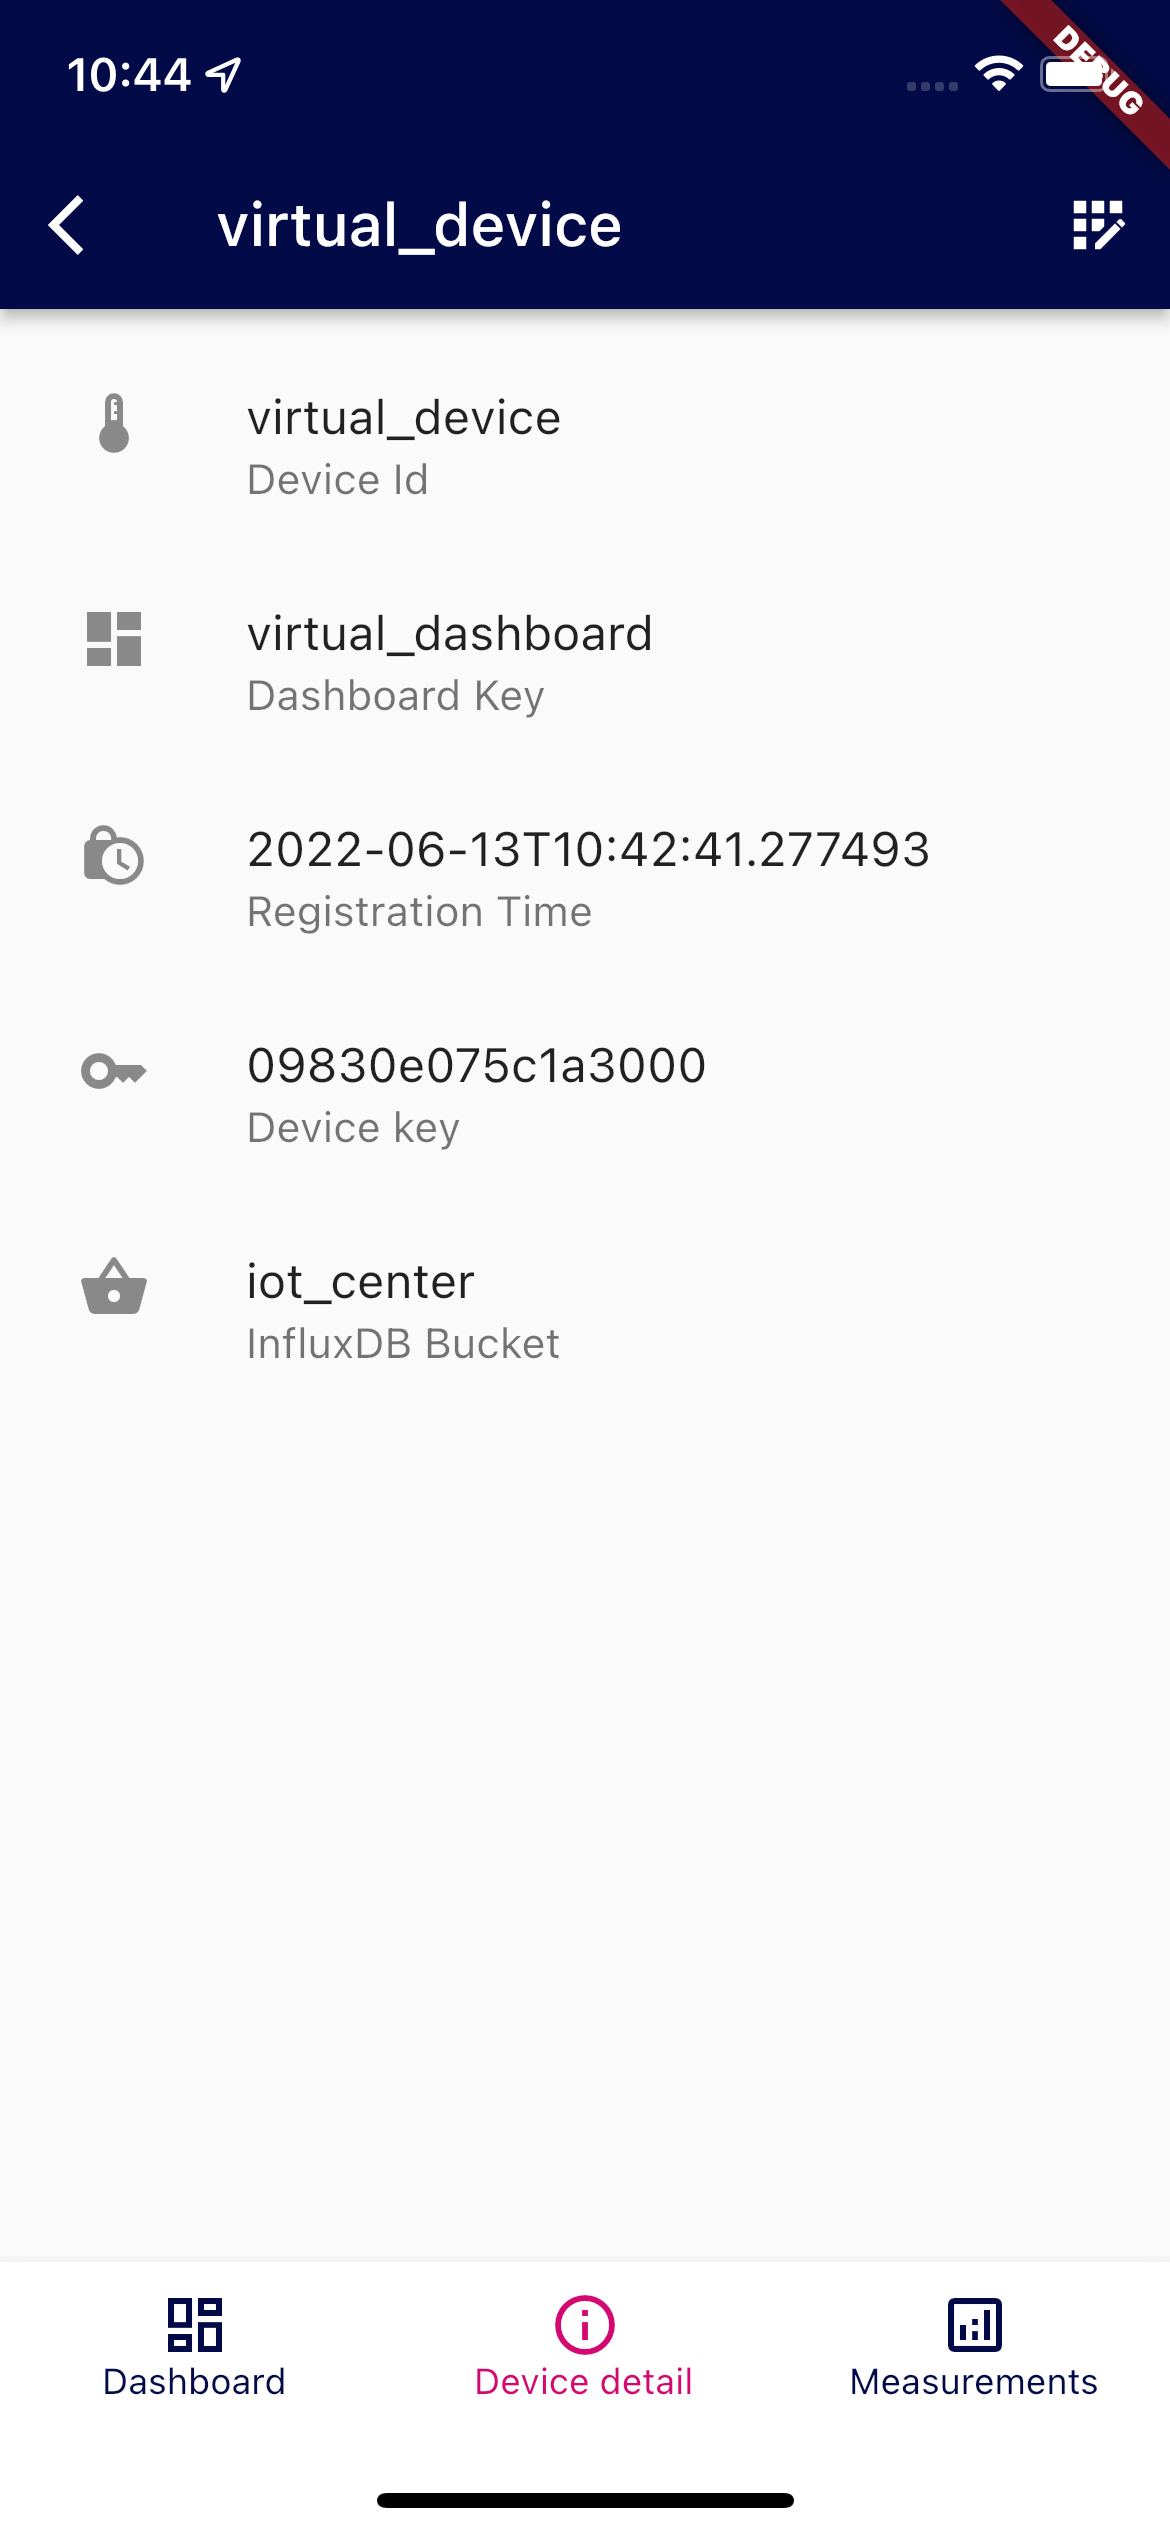 10:44
DEBUG
virtual_device
virtual_device
Device Id
virtual_dashboard
Dashboard Key
2022-06-13T10:42:41.277493
Registration Time
09830e075c1a3000
Device key
iot_center
InfluxDB Bucket
Dashboard
Device detail
Measurements